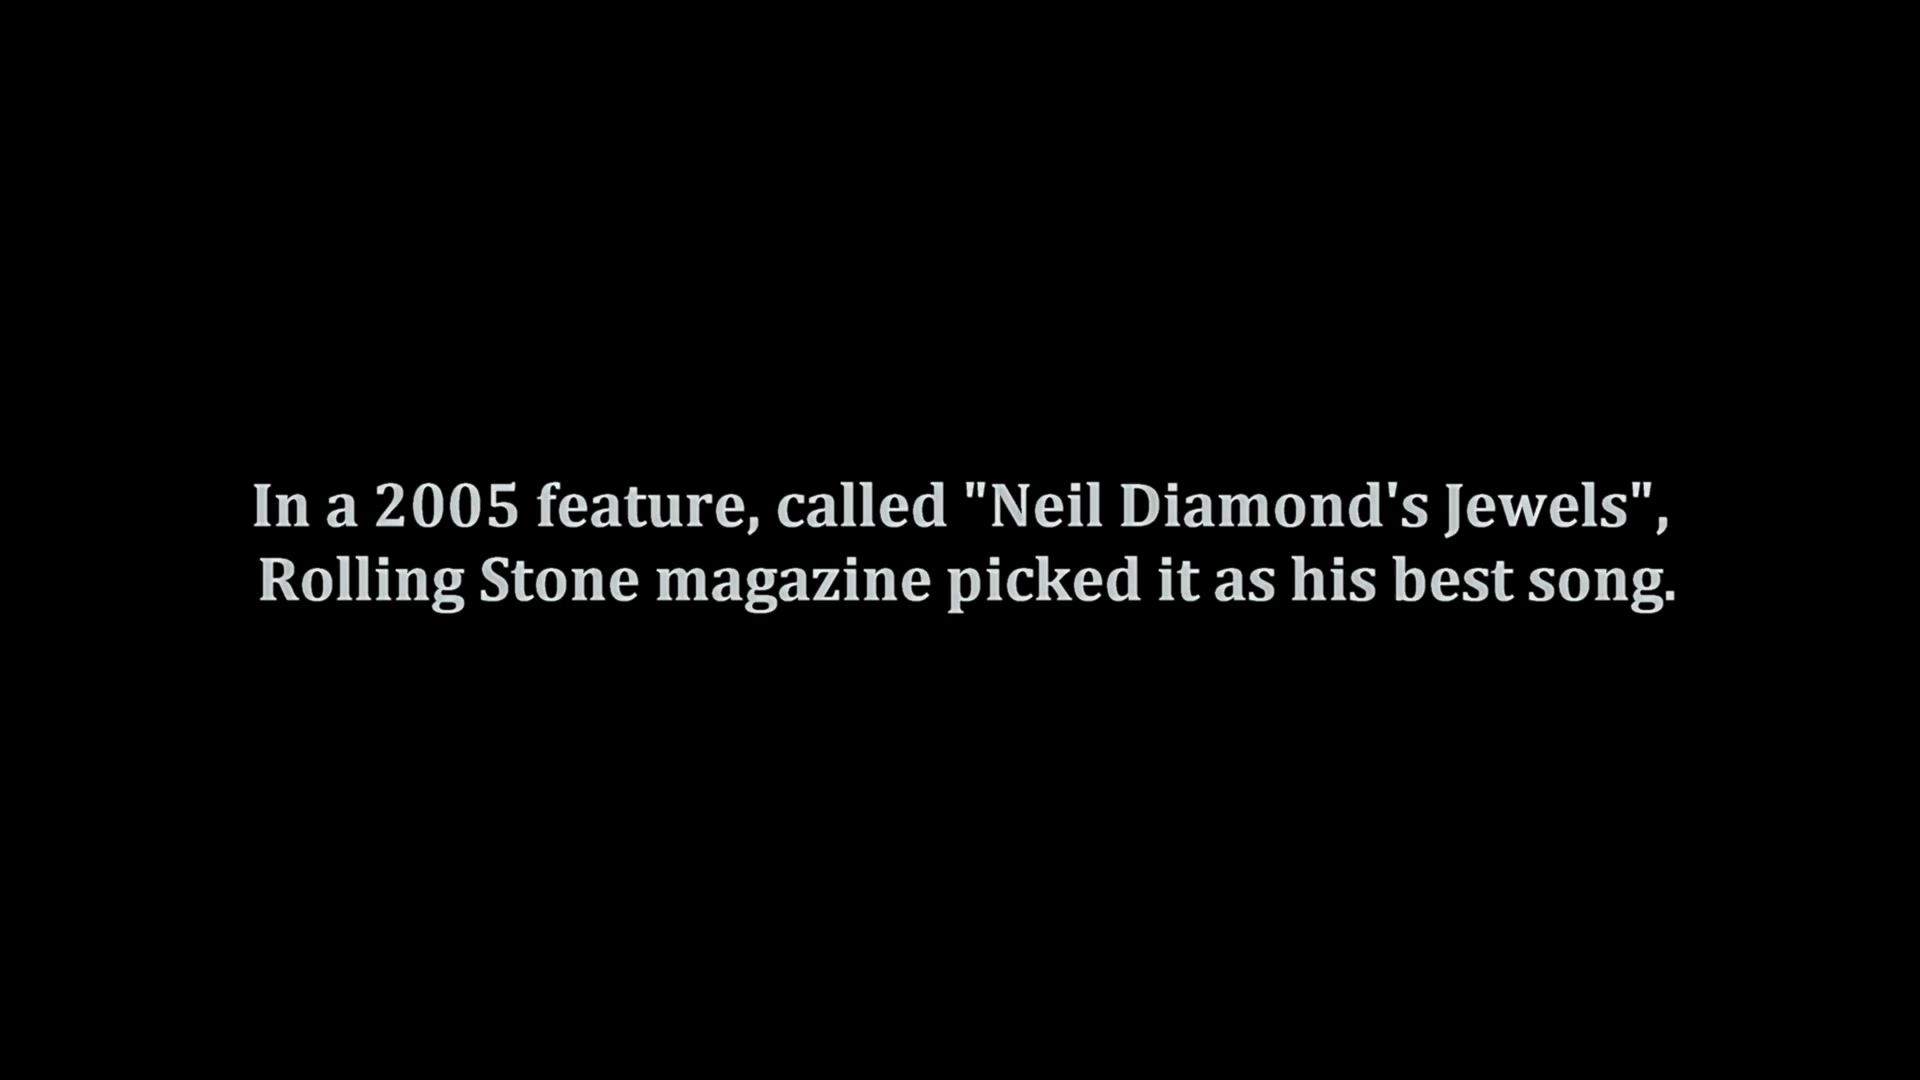 In a 2005 feature, called "Neil Diamond's Jewels",
Rolling Stone magazine picked it as his best song.